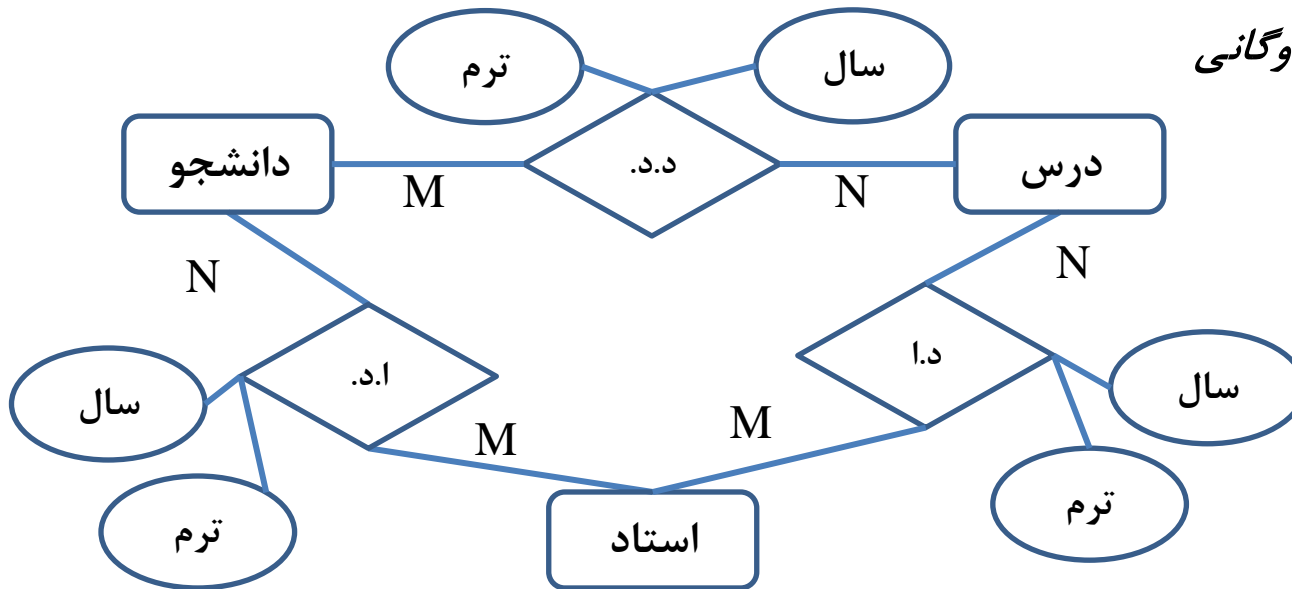 وگانی
سال
ترم
درس
د.د.
دانشجو
N
M
N
N
د.ا
ا.د.
سال
سال
M
M
ترم
استاد
ترم